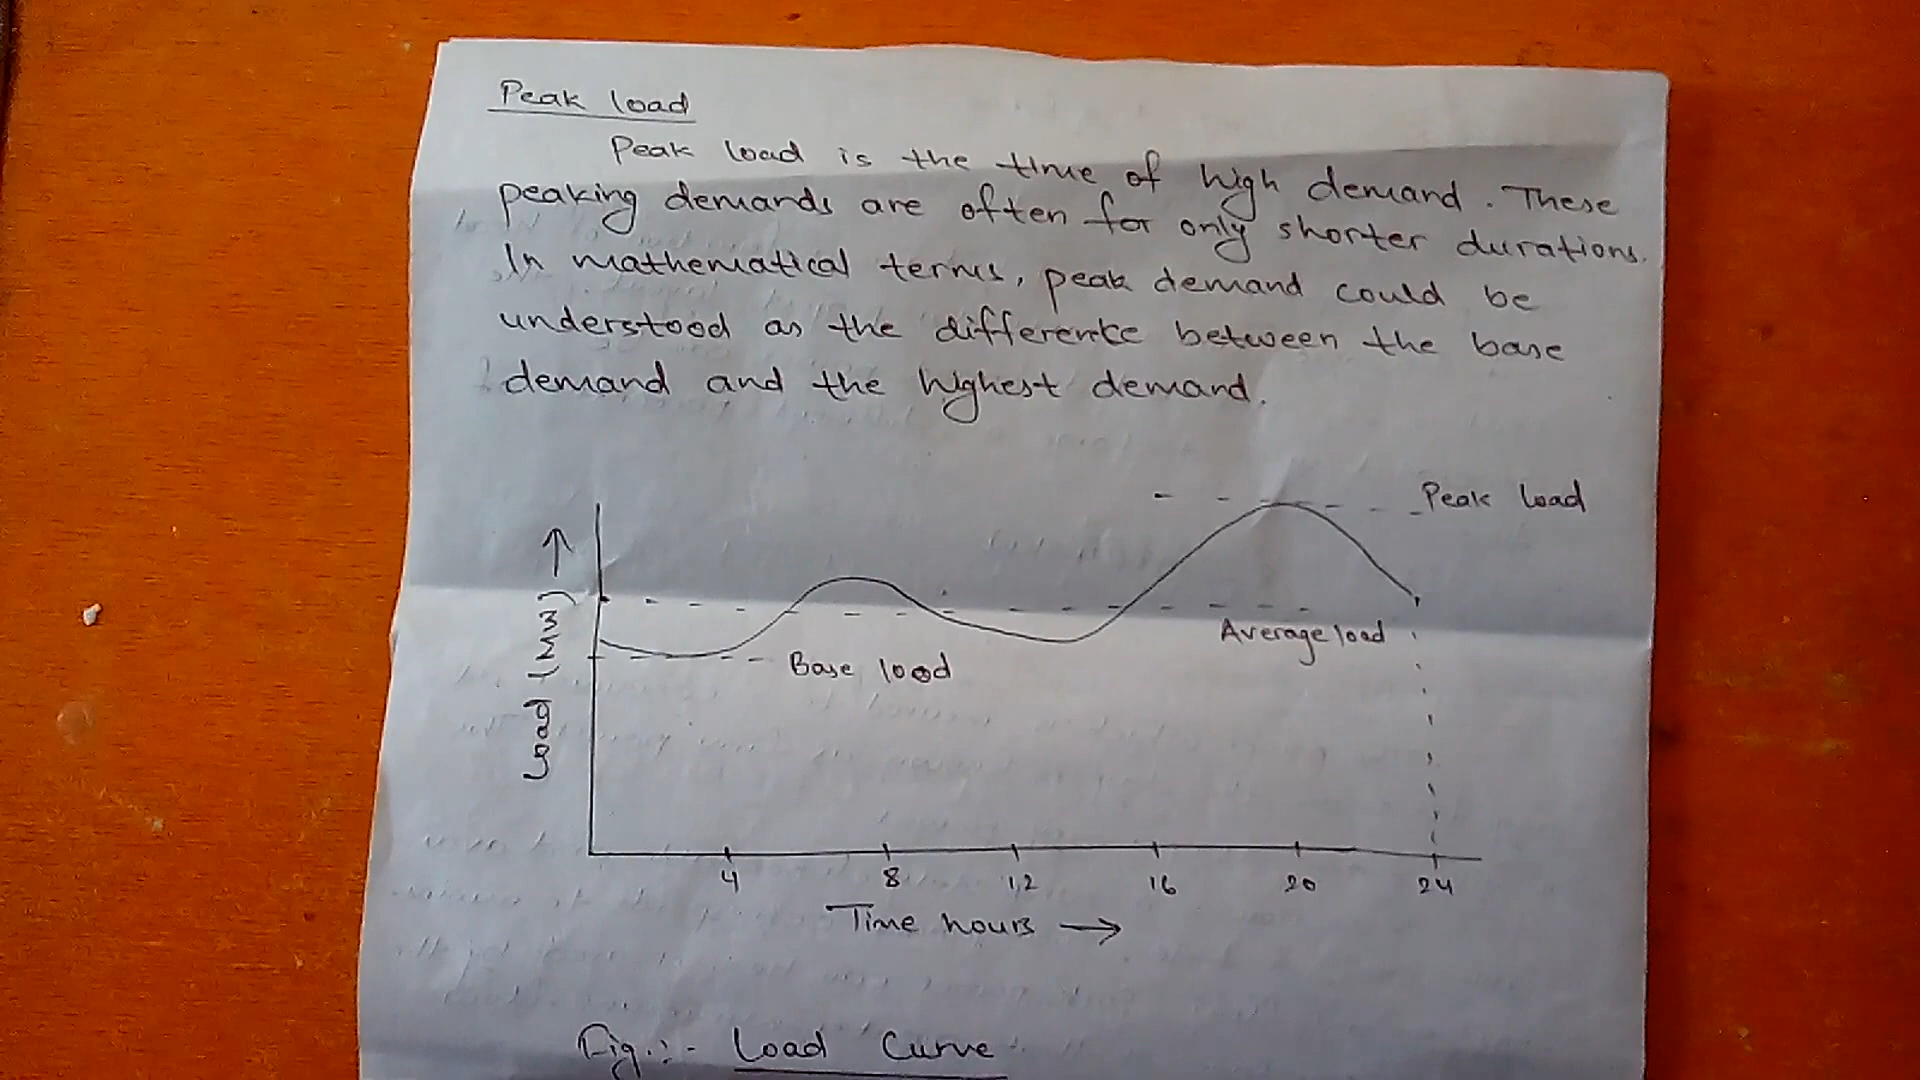 Peak load
Peak load is the time of high demand. These
peaking demands are often for only shorter durations.
In mathematical terms, peak demand could be
understood as the difference between the base
demand and the highest demand.
Peak load
Load (MW) →
Average load
Base load
4 8 12 16 20 24
Time hours →
Fig.:- Load Curve